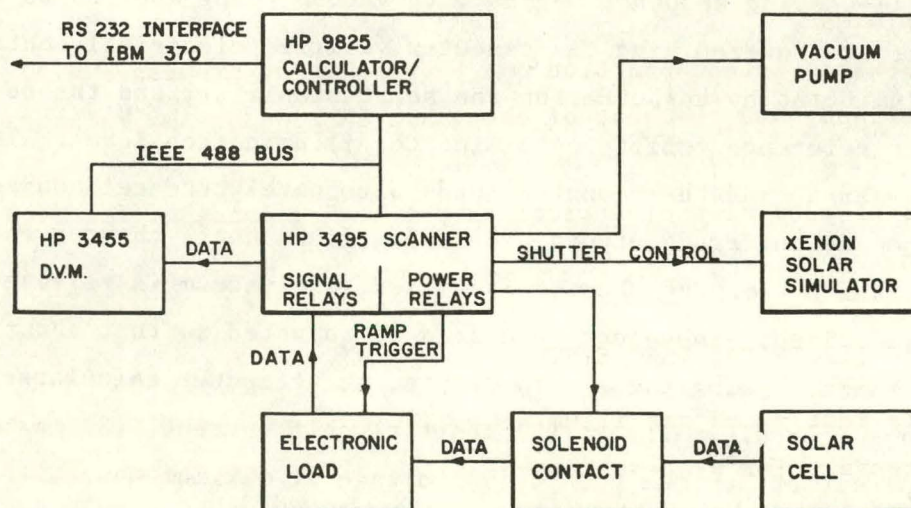 RS 232 INTERFACE
TO IBM 370
HP 9825
CALCULATOR/
CONTROLLER
VACUUM
PUMP
IEEE 488 BUS
HP 3455
D.V.M.
DATA
HP 3495 SCANNER
SIGNAL
RELAYS
POWER
RELAYS
SHUTTER CONTROL
XENON
SOLAR
SIMULATOR
DATA
RAMP
TRIGGER
ELECTRONIC
LOAD
DATA
SOLENOID
CONTACT
DATA
SOLAR
CELL